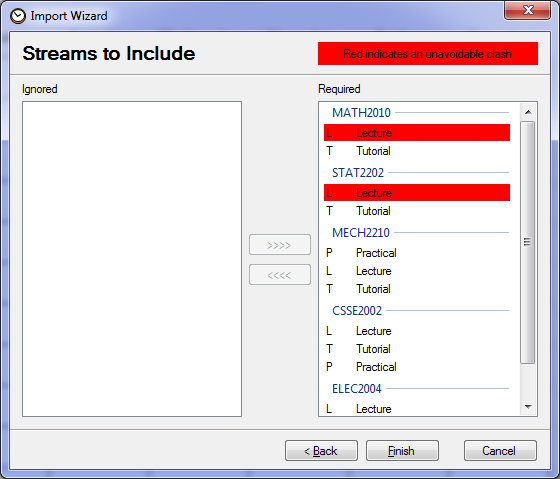 Import Wizard
Streams to Include
Red indicates an unavoidable clash
Ignored
Required
MATH2010
L Lecture
T Tutorial
STAT2202
L Lecture
T Tutorial
MECH2210
P Practical
L Lecture
T Tutorial
CSSE2002
L Lecture
T Tutorial
P Practical
ELEC2004
L Lecture
>>>>
<<<<
< Back
Finish
Cancel